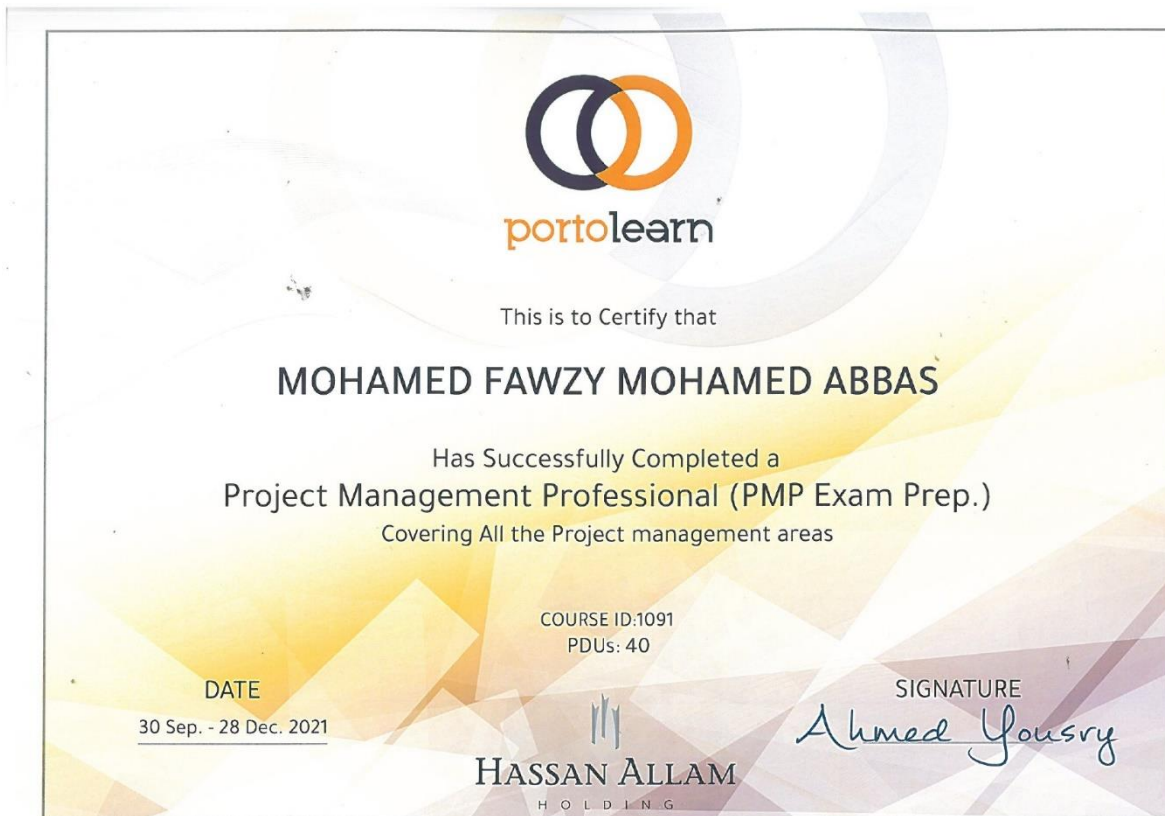 portolearn
This is to Certify that
MOHAMED FAWZY MOHAMED ABBAS
Has Successfully Completed a
Project Management Professional (PMP Exam Prep.)
Covering All the Project management areas
COURSE ID:1091
PDUs: 40
DATE
30 Sep. - 28 Dec. 2021
SIGNATURE
Ahmed Yousry
HASSAN ALLAM
HOLDING